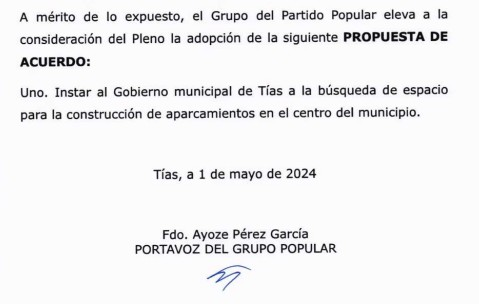 A mérito de lo expuesto, el Grupo del Partido Popular eleva a la
consideración del Pleno la adopción de la siguiente PROPUESTA DE
ACUERDO:
Uno. Instar al Gobierno municipal de Tías a la búsqueda de espacio
para la construcción de aparcamientos en el centro del municipio.
Tías, a 1 de mayo de 2024
Fdo. Ayoze Pérez García
PORTAVOZ DEL GRUPO POPULAR